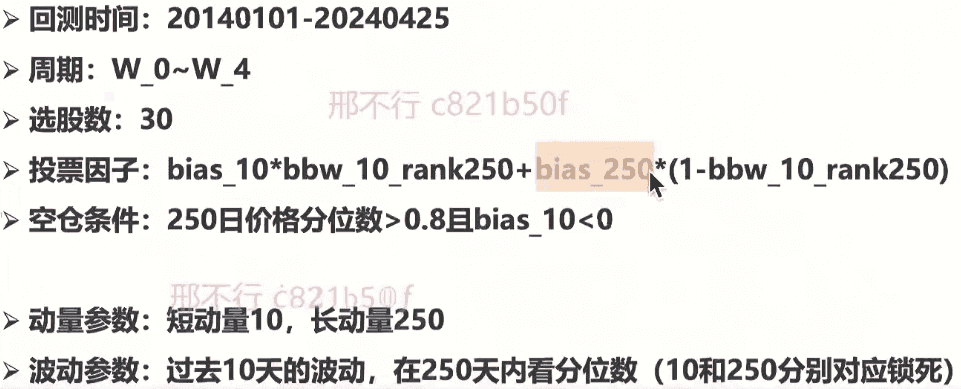 ➢ 回测时间：20140101-20240425
➢ 周期：W_0~W_4
邢不行 c821b50f
➢ 选股数：30
➢ 投票因子：bias_10*bbw_10_rank250+bias_250*(1-bbw_10_rank250)
➢ 空仓条件：250日价格分位数>0.8且bias_10<0
邢不行 c821b50f
➢ 动量参数：短动量10，长动量250
➢ 波动参数：过去10天的波动，在250天内看分位数（10和250分别对应锁死）